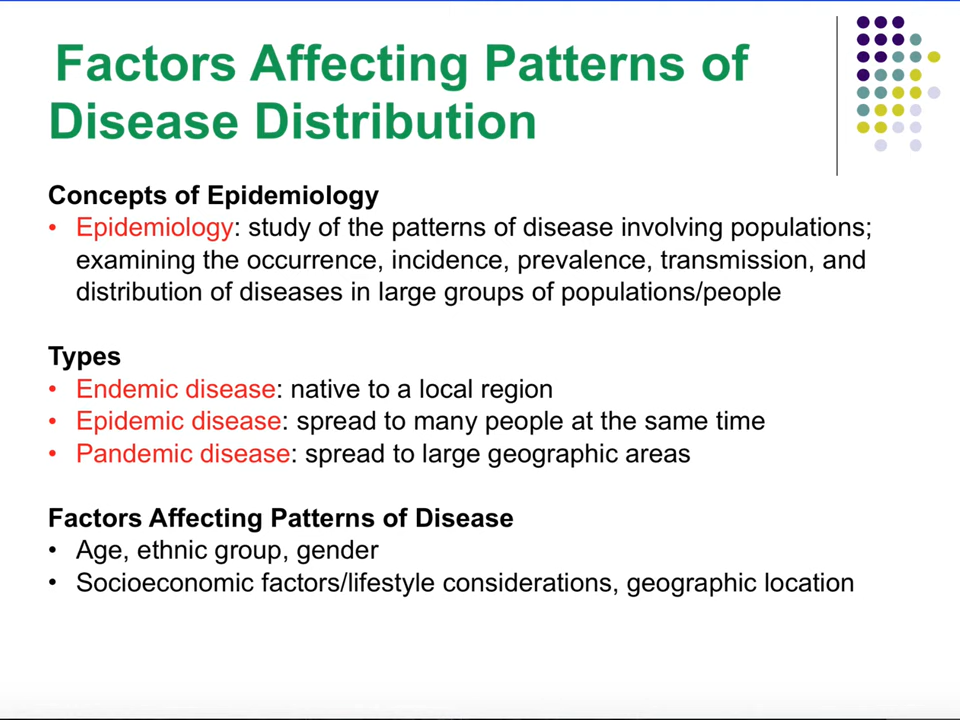 Factors Affecting Patterns of
Disease Distribution
Concepts of Epidemiology
• Epidemiology: study of the patterns of disease involving populations;
examining the occurrence, incidence, prevalence, transmission, and
distribution of diseases in large groups of populations/people
Types
• Endemic disease: native to a local region
• Epidemic disease: spread to many people at the same time
• Pandemic disease: spread to large geographic areas
Factors Affecting Patterns of Disease
• Age, ethnic group, gender
• Socioeconomic factors/lifestyle considerations, geographic location